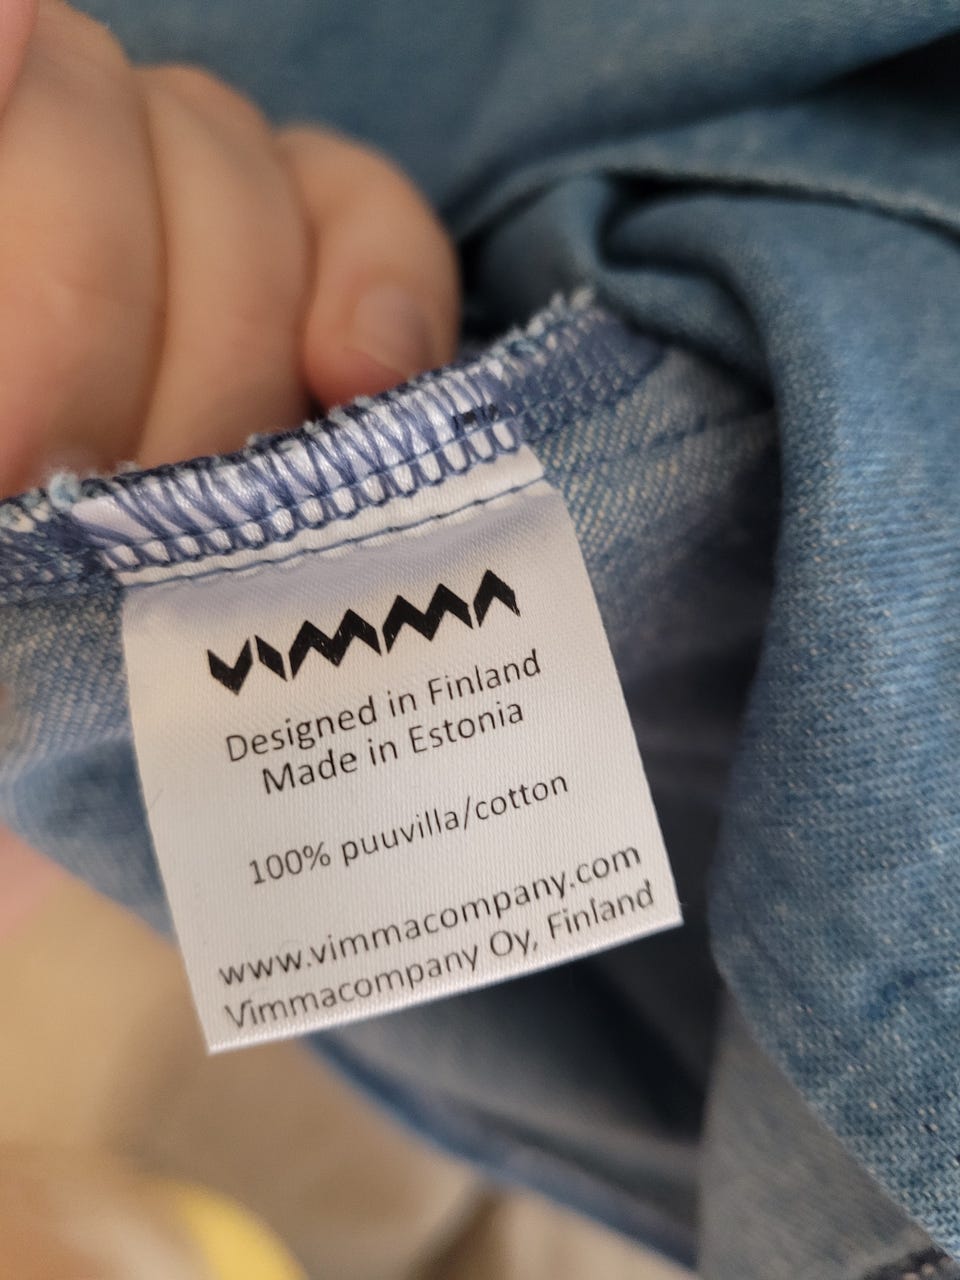 VIMMA
Designed in Finland
Made in Estonia
100% puuvilla/cotton
www.vimmacompany.com
Vimmacompany Oy, Finland